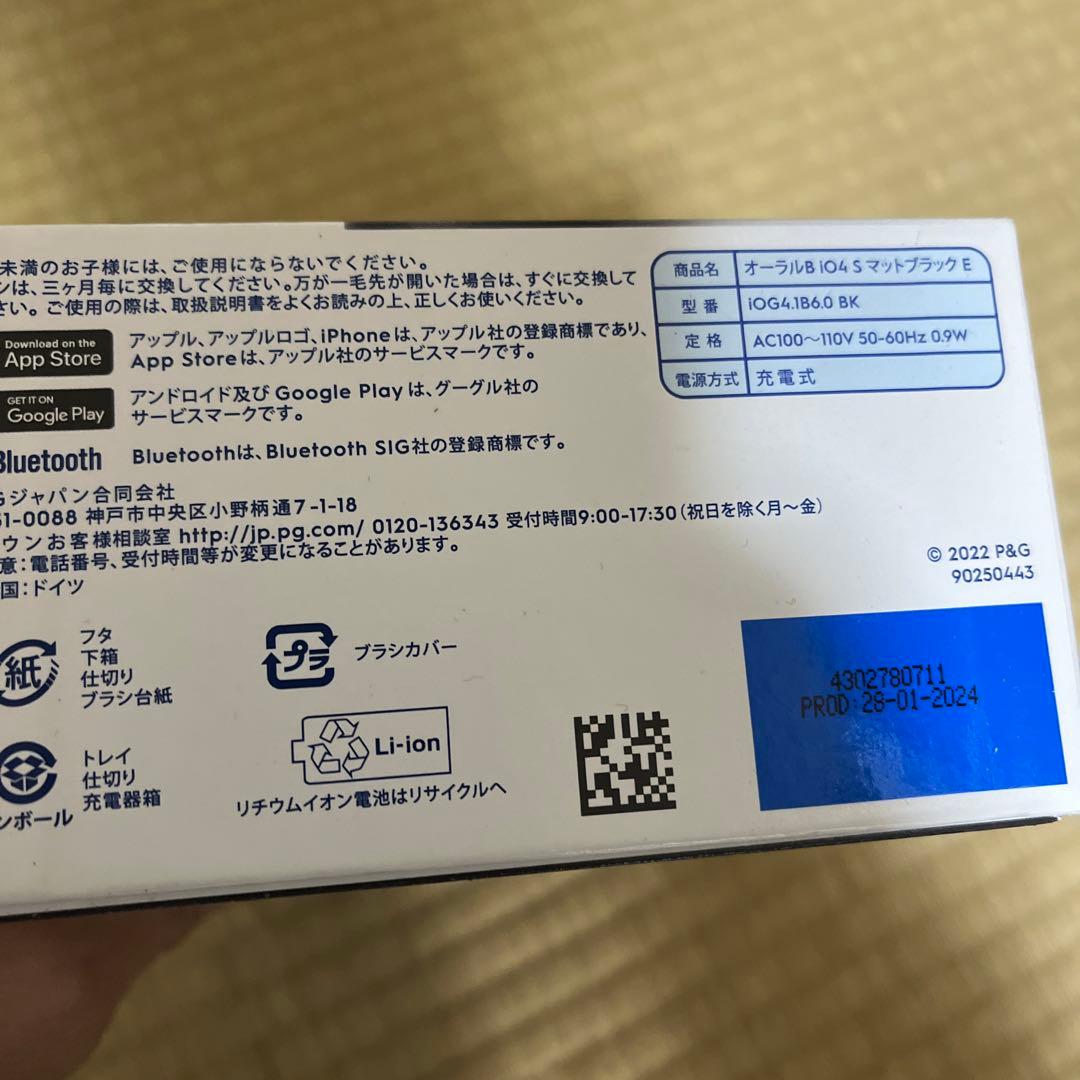 未満のお子様には、ご使用にならないでください。
ンは、三ヶ月毎に交換してください。万が一毛先が開いた場合は、すぐに交換して
さい。ご使用の際は、取扱説明書をよくお読みの上、正しくお使いください。
Download on the
App Store
アップル、アップルロゴ、iPhoneは、アップル社の登録商標であり、
App Storeは、アップル社のサービスマークです。
GET IT ON
Google Play
アンドロイド及びGoogle Playは、グーグル社の
サービスマークです。
Bluetooth
Bluetoothは、Bluetooth SIG社の登録商標です。
Gジャパン合同会社
51-0088 神戸市中央区小野柄通7-1-18
ウンお客様相談室 http://jp.pg.com/ 0120-136343 受付時間9:00-17:30(祝日を除く月〜金)
意:電話番号、受付時間等が変更になることがあります。
国:ドイツ
商品名 オーラルB iO4 S マットブラック E
型番 iOG4.1B6.0 BK
定格 AC100〜110V 50-60Hz 0.9W
電源方式 充電式
© 2022 P&G
90250443
紙
フタ
下箱
仕切り
ブラシ台紙
プラ
ブラシカバー
ンボール
トレイ
仕切り
充電器箱
Li-ion
リチウムイオン電池はリサイクルへ
4302780711
PROD 28-01-2024